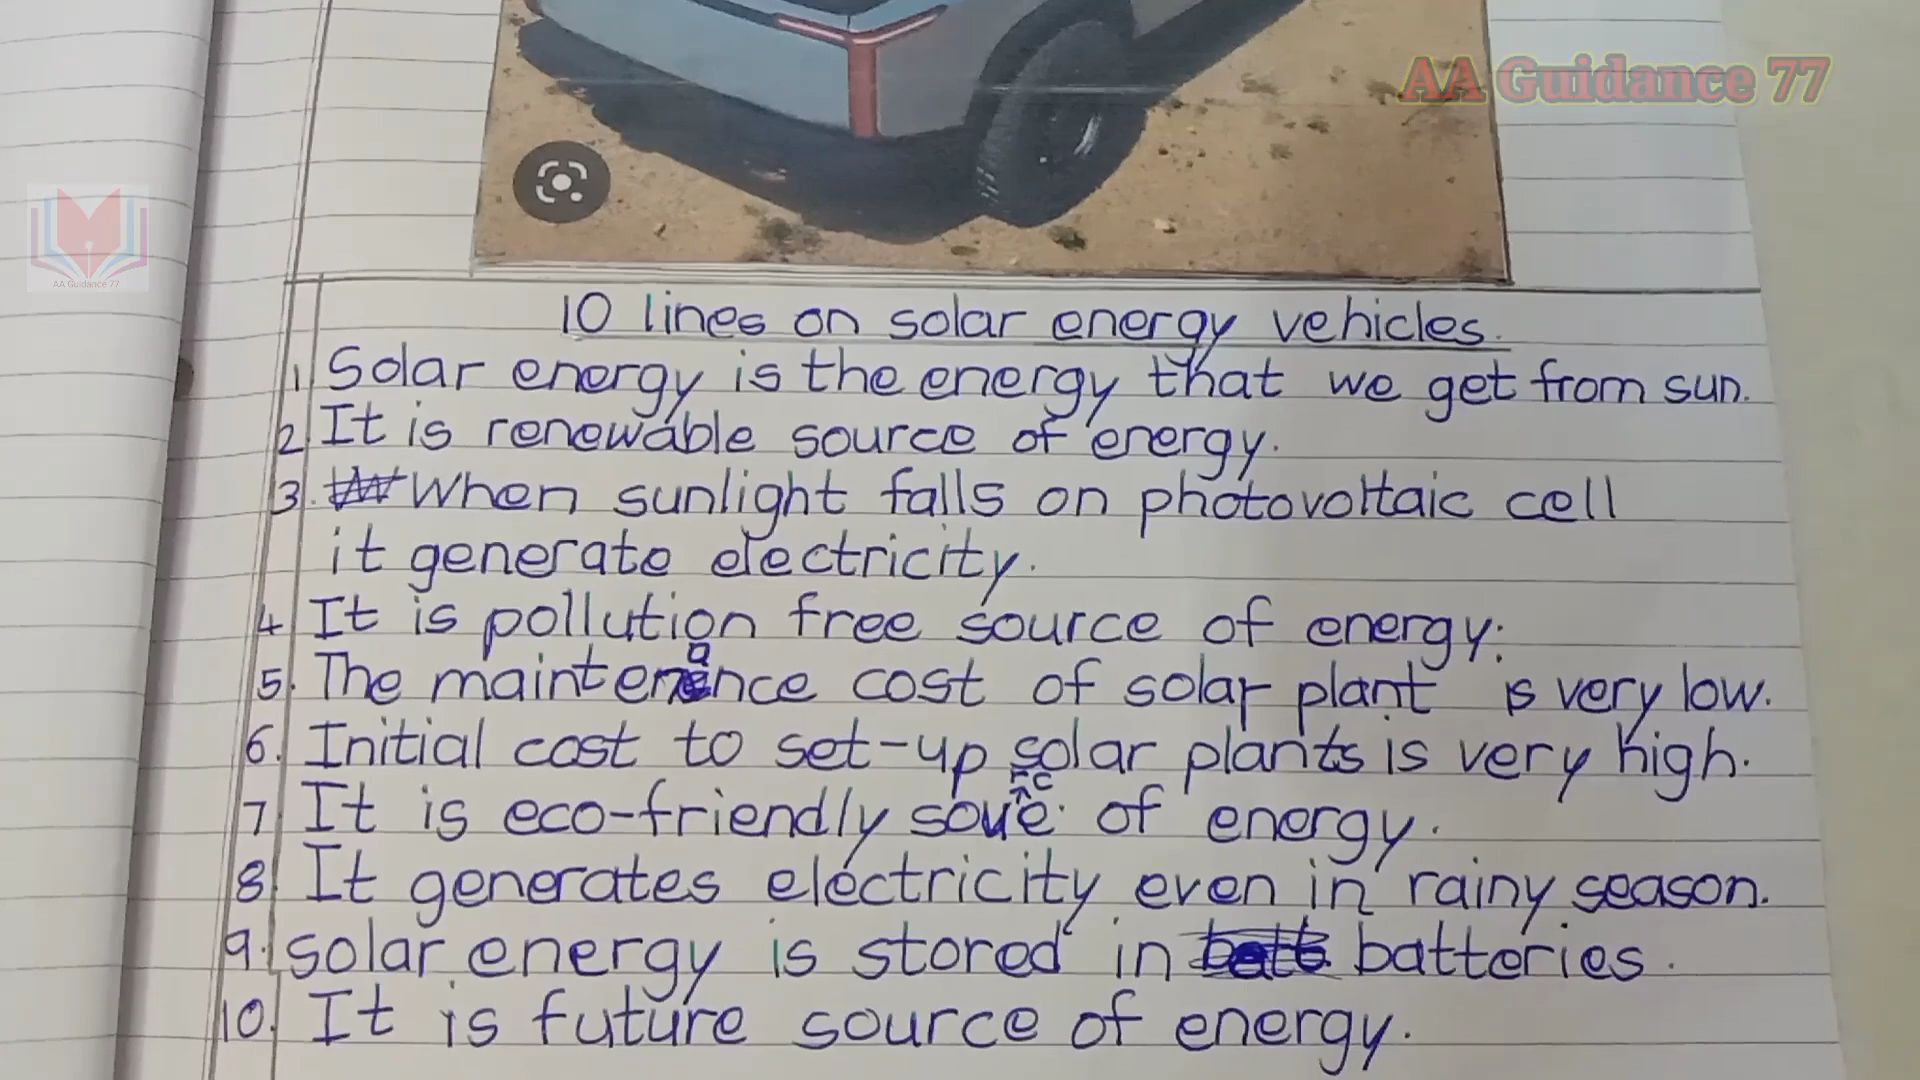 AA Guidance 77
AA Guidance 77
10 lines on solar energy vehicles.
1 Solar energy is the energy that we get from sun.
2 It is renewable source of energy.
3. When sunlight falls on photovoltaic cell
it generate electricity.
4 It is pollution free source of energy.
5. The maintenance cost of solar plant is very low.
6. Initial cost to set-up solar plants is very high.
7 It is eco-friendly source of energy.
8 It generates electricity even in rainy season.
9. solar energy is stored in batteries.
10. It is future source of energy.